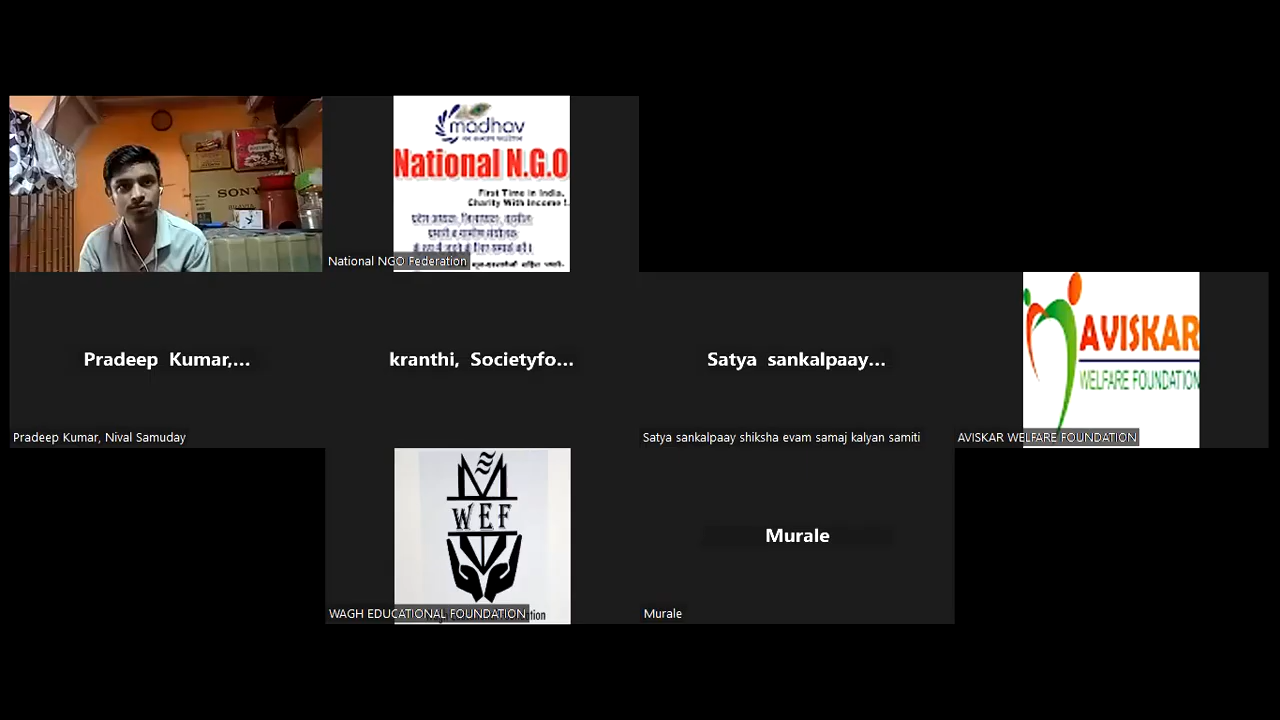 SONY
madhav
National N.G.O
First Time in India,
Charity With Income !.
National NGO Federation
Pradeep Kumar,...
kranthi, Societyfo...
Satya sankalpaay...
AVISKAR
WELFARE FOUNDATION
Pradeep Kumar, Nival Samuday
Satya sankalpaay shiksha evam samaj kalyan samiti
AVISKAR WELFARE FOUNDATION
WEF
Murale
WAGH EDUCATIONAL FOUNDATION
Murale